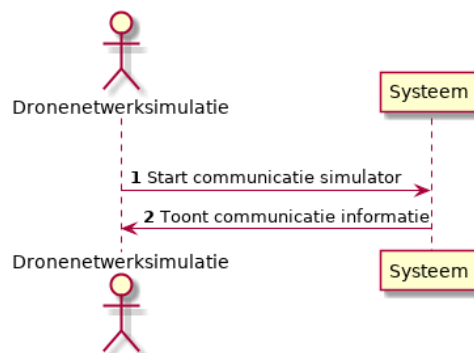 Systeem
Dronenetwerksimulatie
1 Start communicatie simulator
2 Toont communicatie informatie
Dronenetwerksimulatie
Systeem